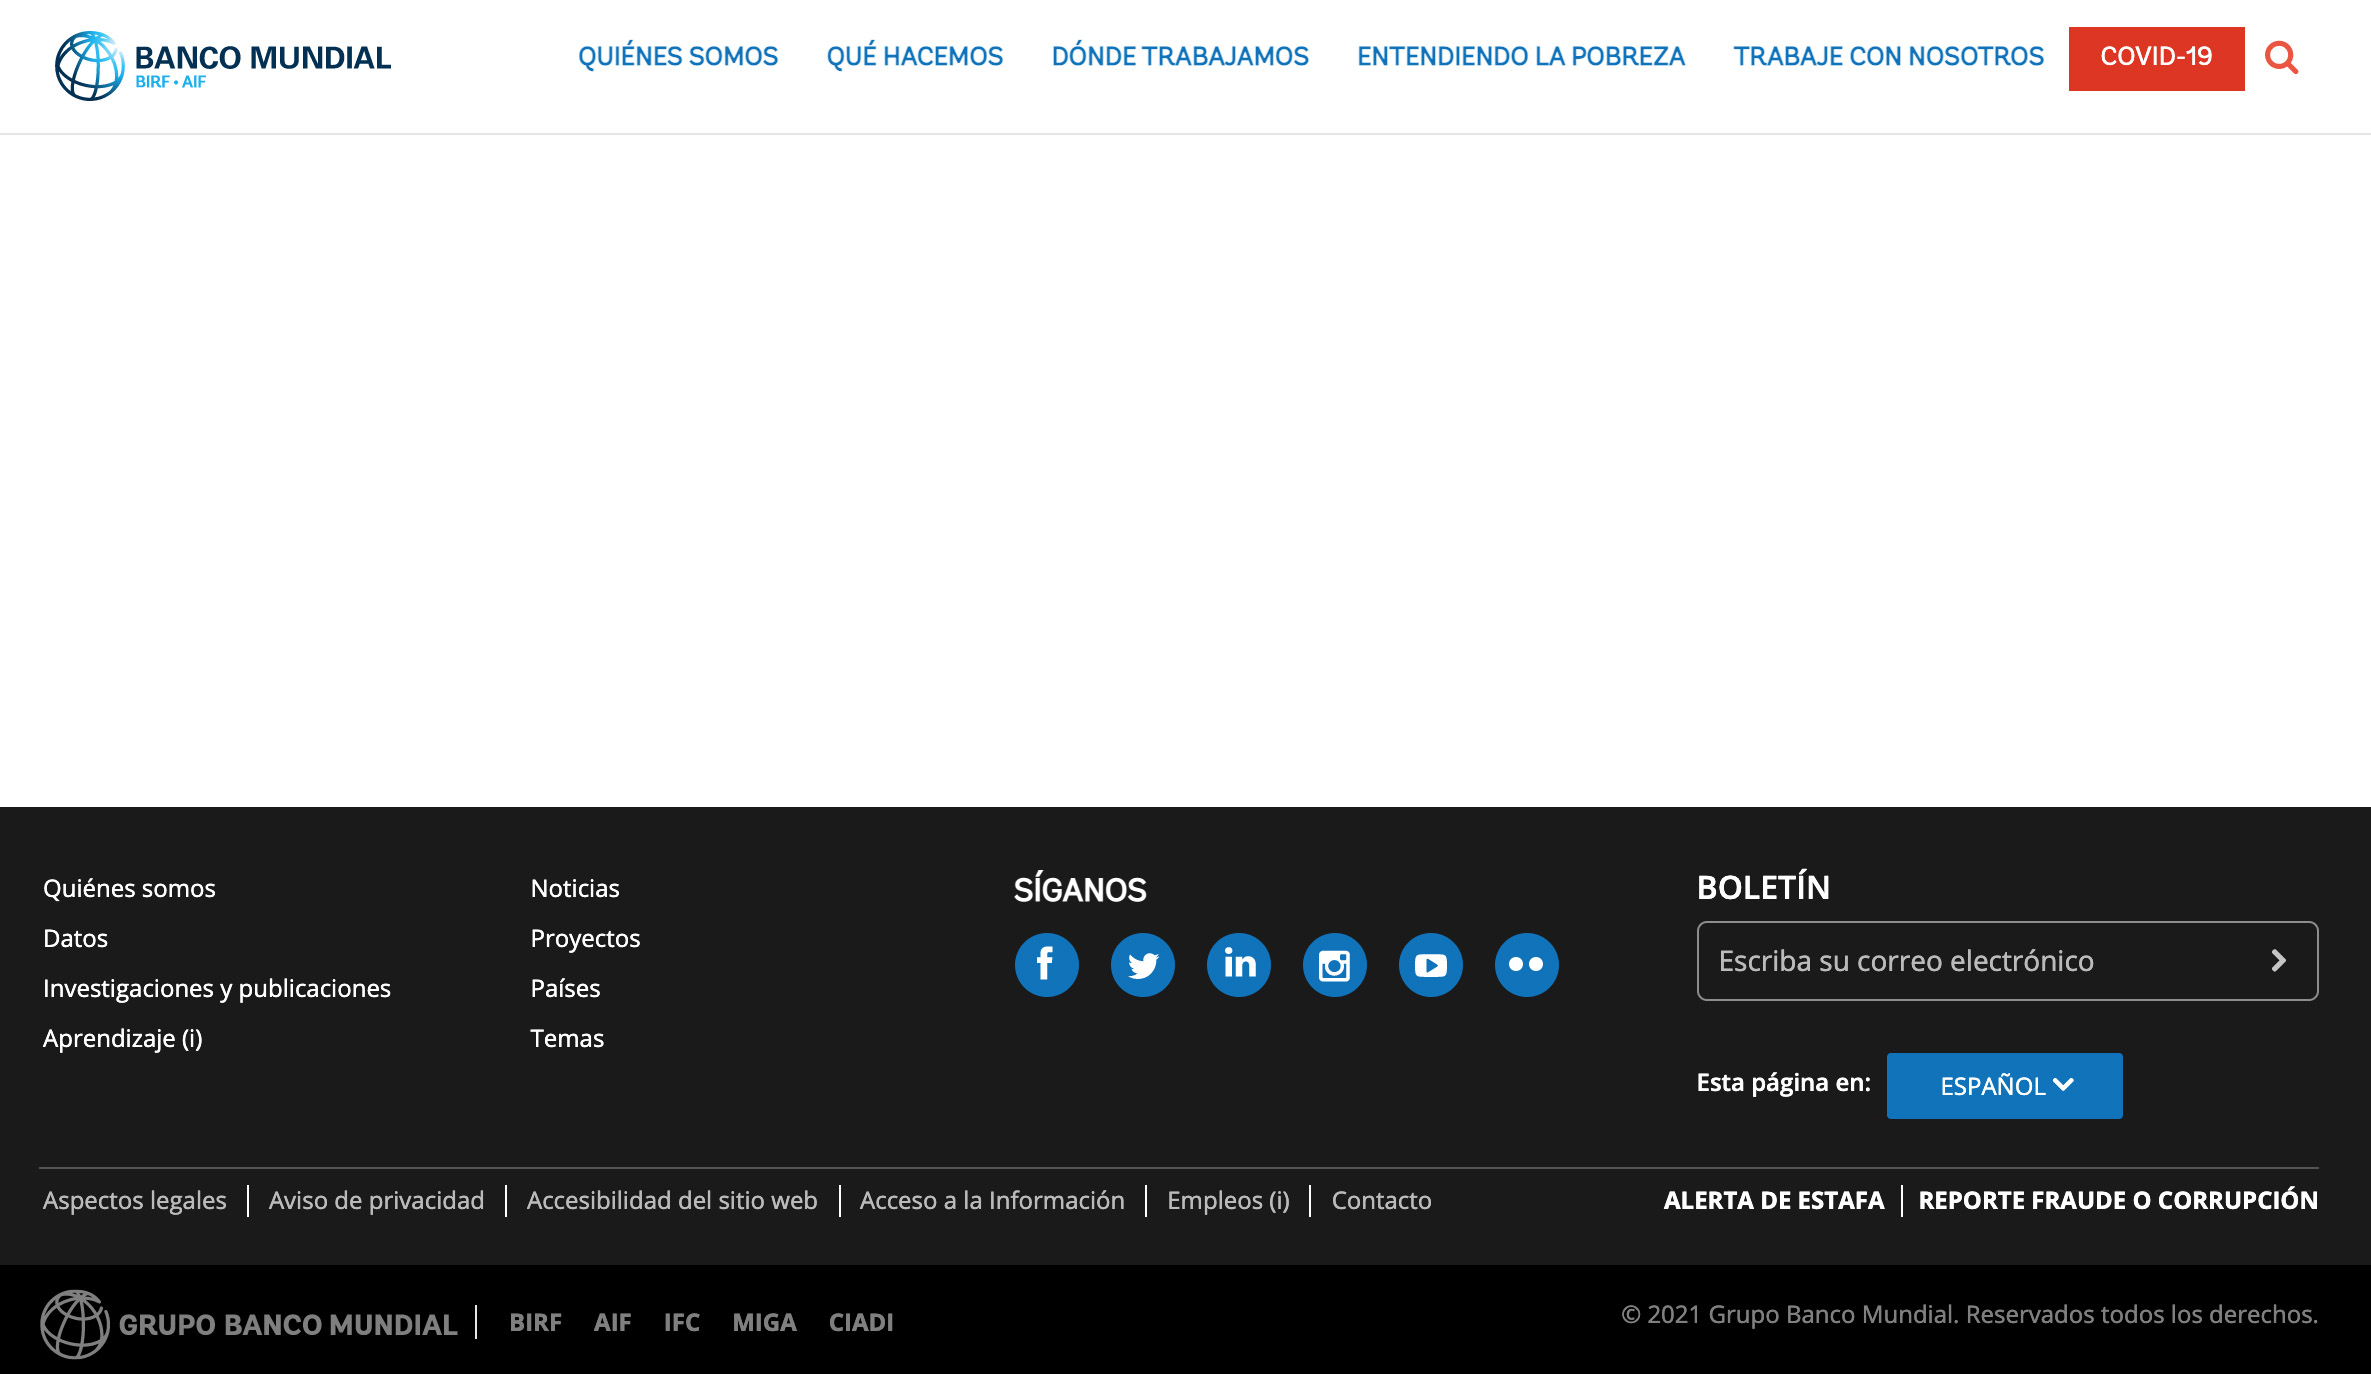 BANCO MUNDIAL
BIRF • AIF
QUIÉNES SOMOS
QUÉ HACEMOS
DÓNDE TRABAJAMOS
ENTENDIENDO LA POBREZA
TRABAJE CON NOSOTROS
COVID-19
Quiénes somos
Datos
Investigaciones y publicaciones
Aprendizaje (i)
Noticias
Proyectos
Países
Temas
SÍGANOS
BOLETÍN
Escriba su correo electrónico
Esta página en:
ESPAÑOL
Aspectos legales
Aviso de privacidad
Accesibilidad del sitio web
Acceso a la Información
Empleos (i)
Contacto
ALERTA DE ESTAFA
REPORTE FRAUDE O CORRUPCIÓN
GRUPO BANCO MUNDIAL
BIRF
AIF
IFC
MIGA
CIADI
© 2021 Grupo Banco Mundial. Reservados todos los derechos.